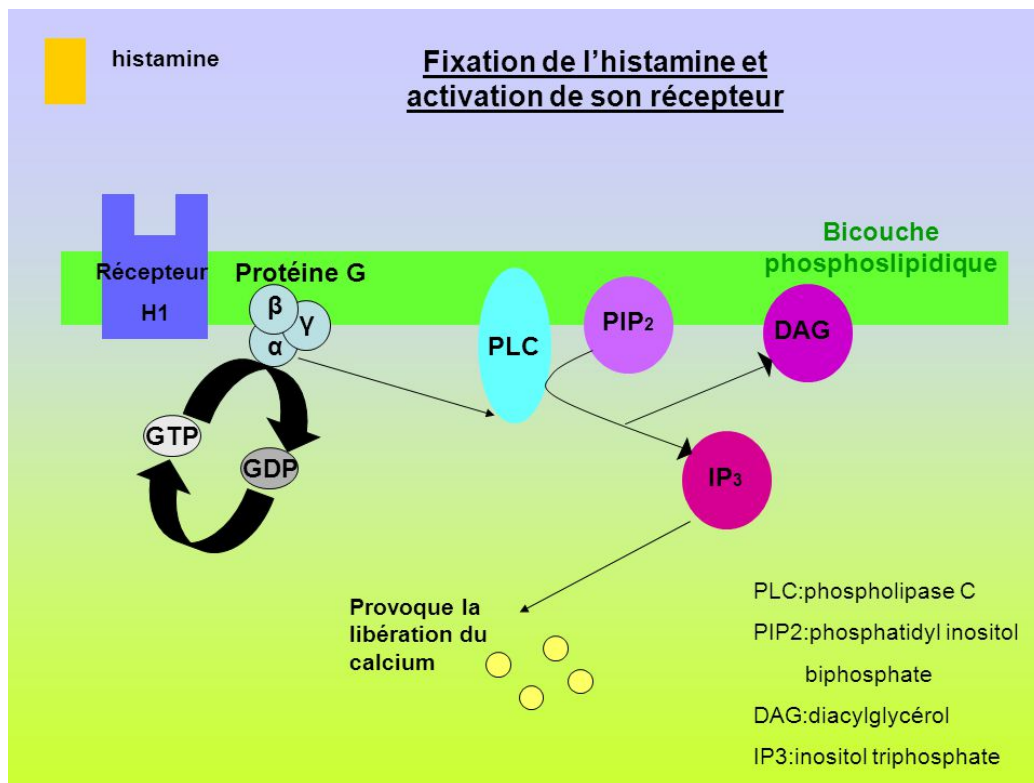 histamine
Fixation de l'histamine et
activation de son récepteur
Bicouche
phosphoslipidique
Récepteur
H1
Protéine G
β
γ
α
PLC
PIP2
DAG
GTP
GDP
IP3
Provoque la
libération du
calcium
PLC:phospholipase C
PIP2:phosphatidyl inositol
biphosphate
DAG:diacylglycérol
IP3:inositol triphosphate